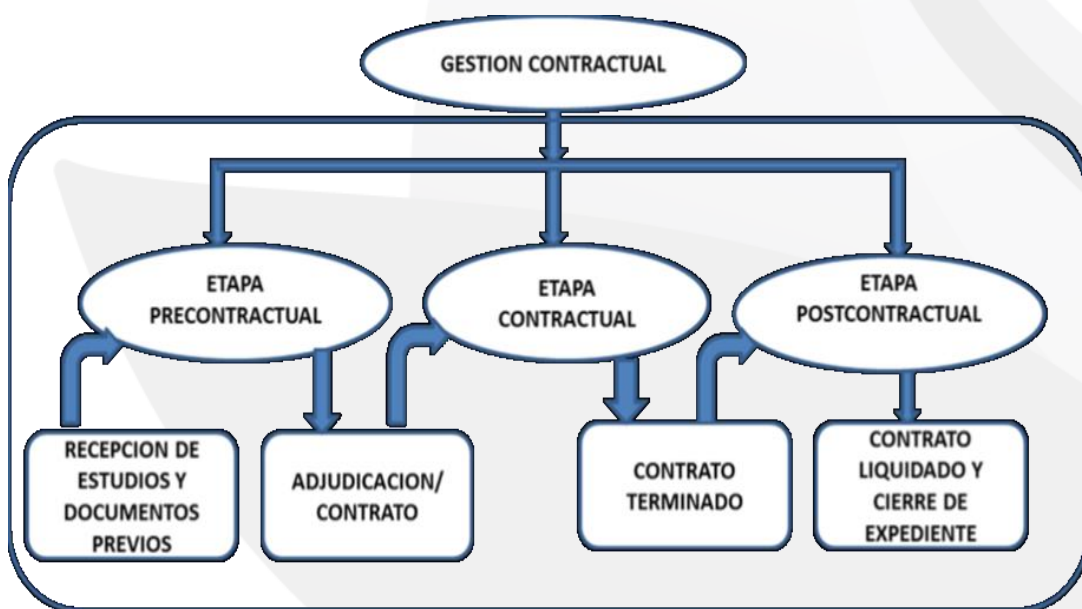 GESTION CONTRACTUAL
ETAPA
PRECONTRACTUAL
ETAPA
CONTRACTUAL
ETAPA
POSTCONTRACTUAL
RECEPCION DE
ESTUDIOS Y
DOCUMENTOS
PREVIOS
ADJUDICACION/
CONTRATO
CONTRATO
TERMINADO
CONTRATO
LIQUIDADO Y
CIERRE DE
EXPEDIENTE